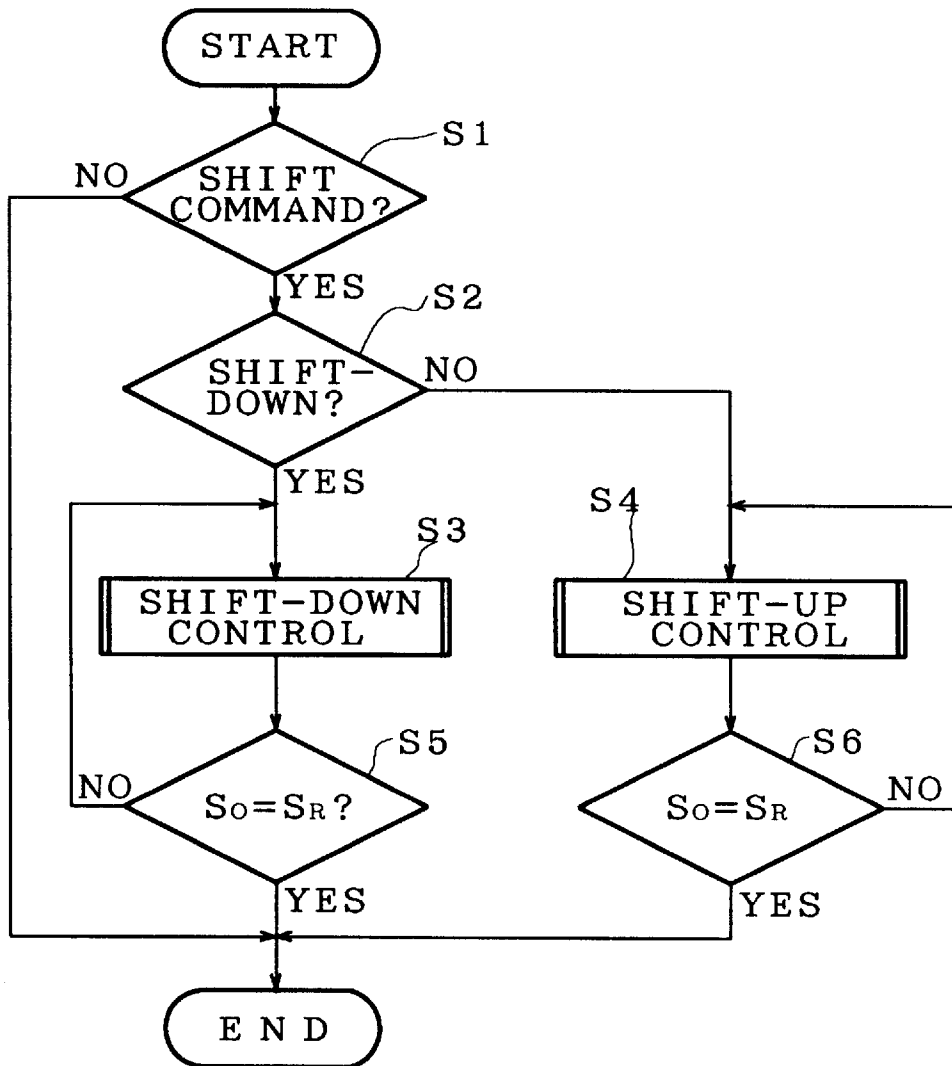 START
S1
NO
SHIFT
COMMAND?
YES
S2
SHIFT-
DOWN?
NO
YES
S3
S4
SHIFT-DOWN
CONTROL
SHIFT-UP
CONTROL
S5
S6
NO
So=SR?
So=SR
NO
YES
YES
END